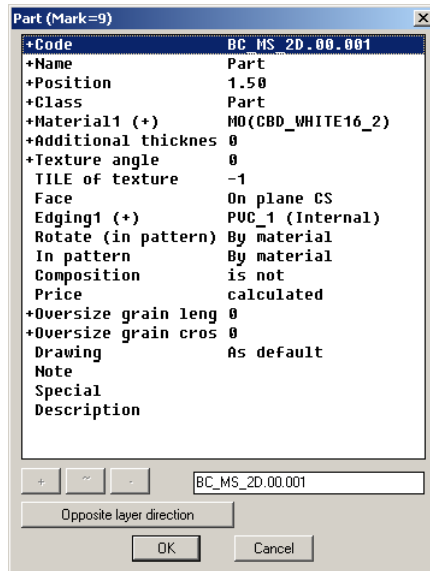 Part (Mark=9)
+Code BC_MS_2D.00.001
+Name Part
+Position 1.50
+Class Part
+Material1 (+) MO(CBD_WHITE16_2)
+Additional thicknes 0
+Texture angle 0
TILE of texture -1
Face On plane CS
Edging1 (+) PVC_1 (Internal)
Rotate (in pattern) By material
In pattern By material
Composition is not
Price calculated
+Oversize grain leng 0
+Oversize grain cros 0
Drawing As default
Note
Special
Description
+ ~ - BC_MS_2D.00.001
Opposite layer direction
OK Cancel